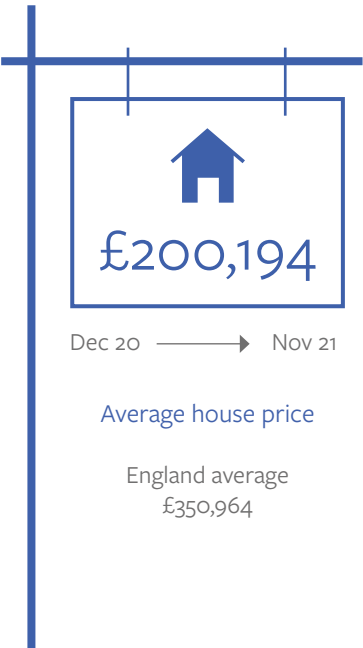 £200,194
Dec 20 Nov 21
Average house price
England average
£350,964